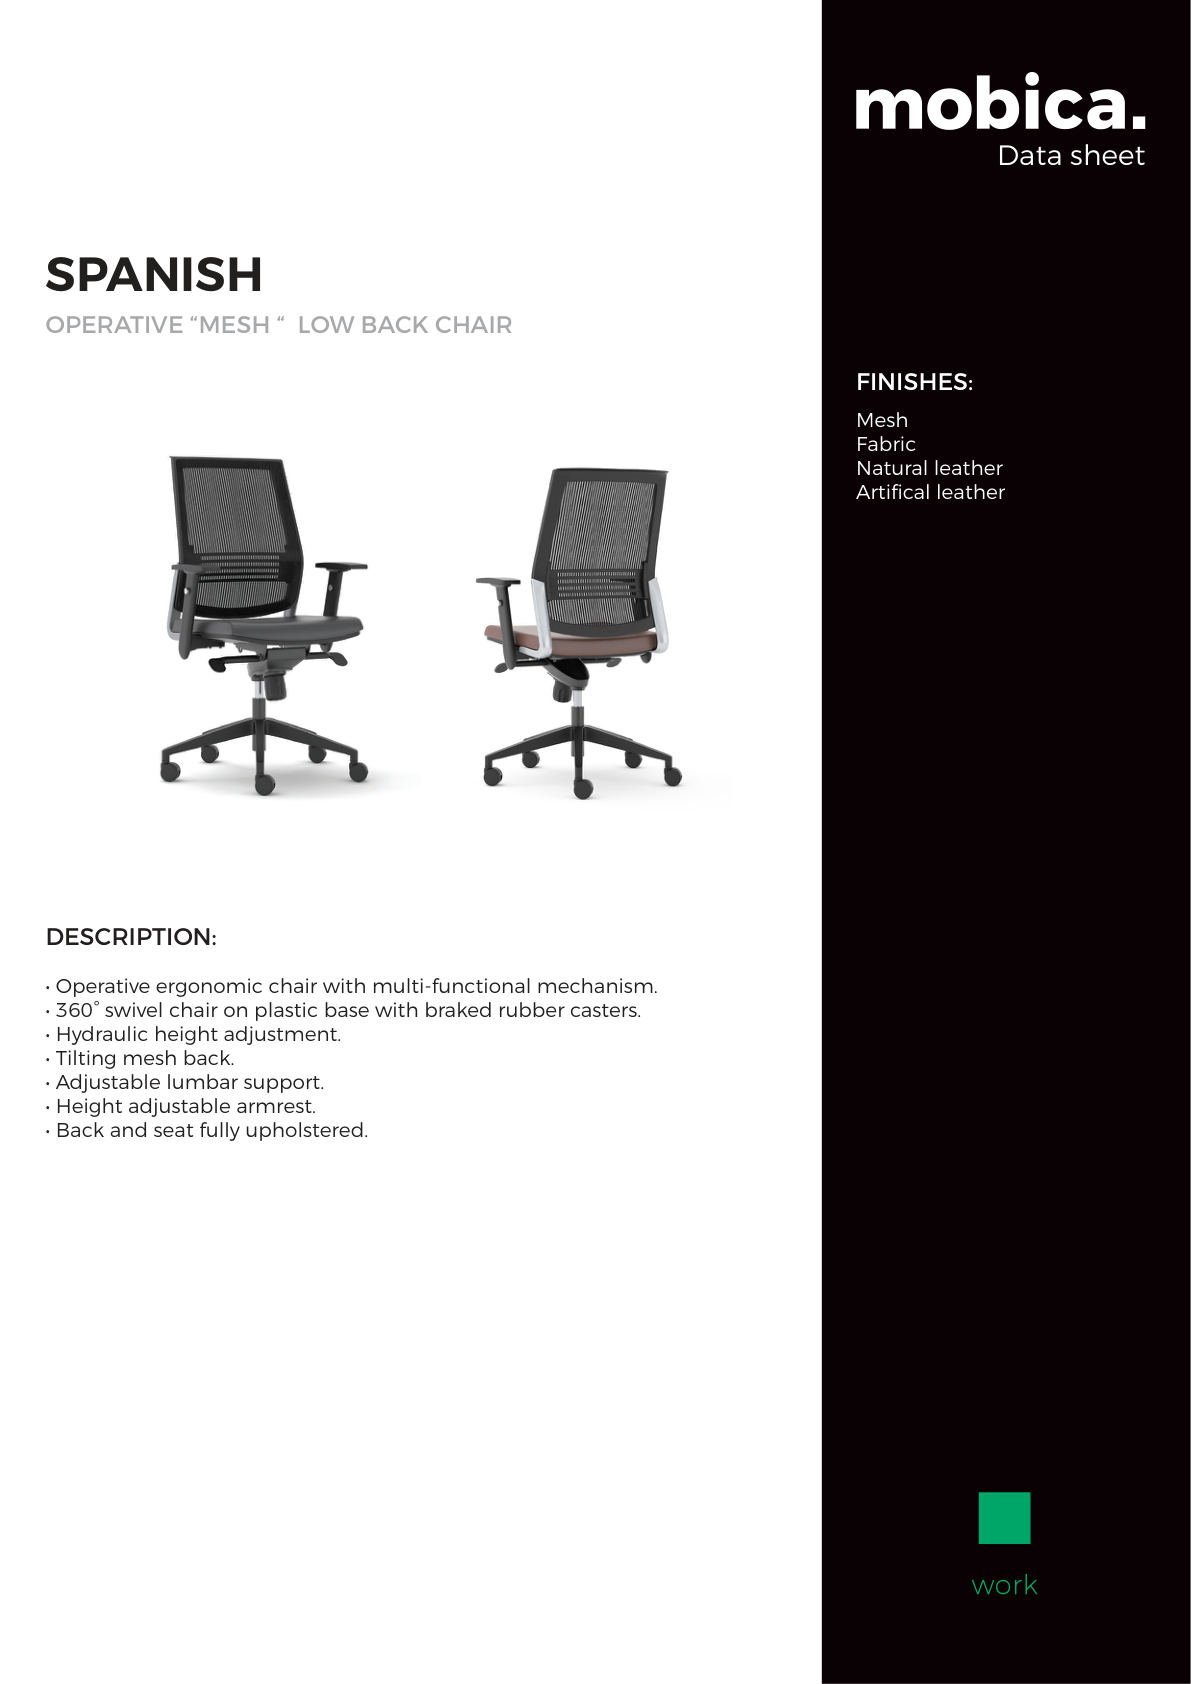 mobica.
Data sheet
SPANISH
OPERATIVE “MESH “  LOW BACK CHAIR
FINISHES:
Mesh
Fabric
Natural leather
Artifical leather
DESCRIPTION:
• Operative ergonomic chair with multi-functional mechanism.
• 360° swivel chair on plastic base with braked rubber casters.
• Hydraulic height adjustment.
• Tilting mesh back.
• Adjustable lumbar support.
• Height adjustable armrest.
• Back and seat fully upholstered.
work